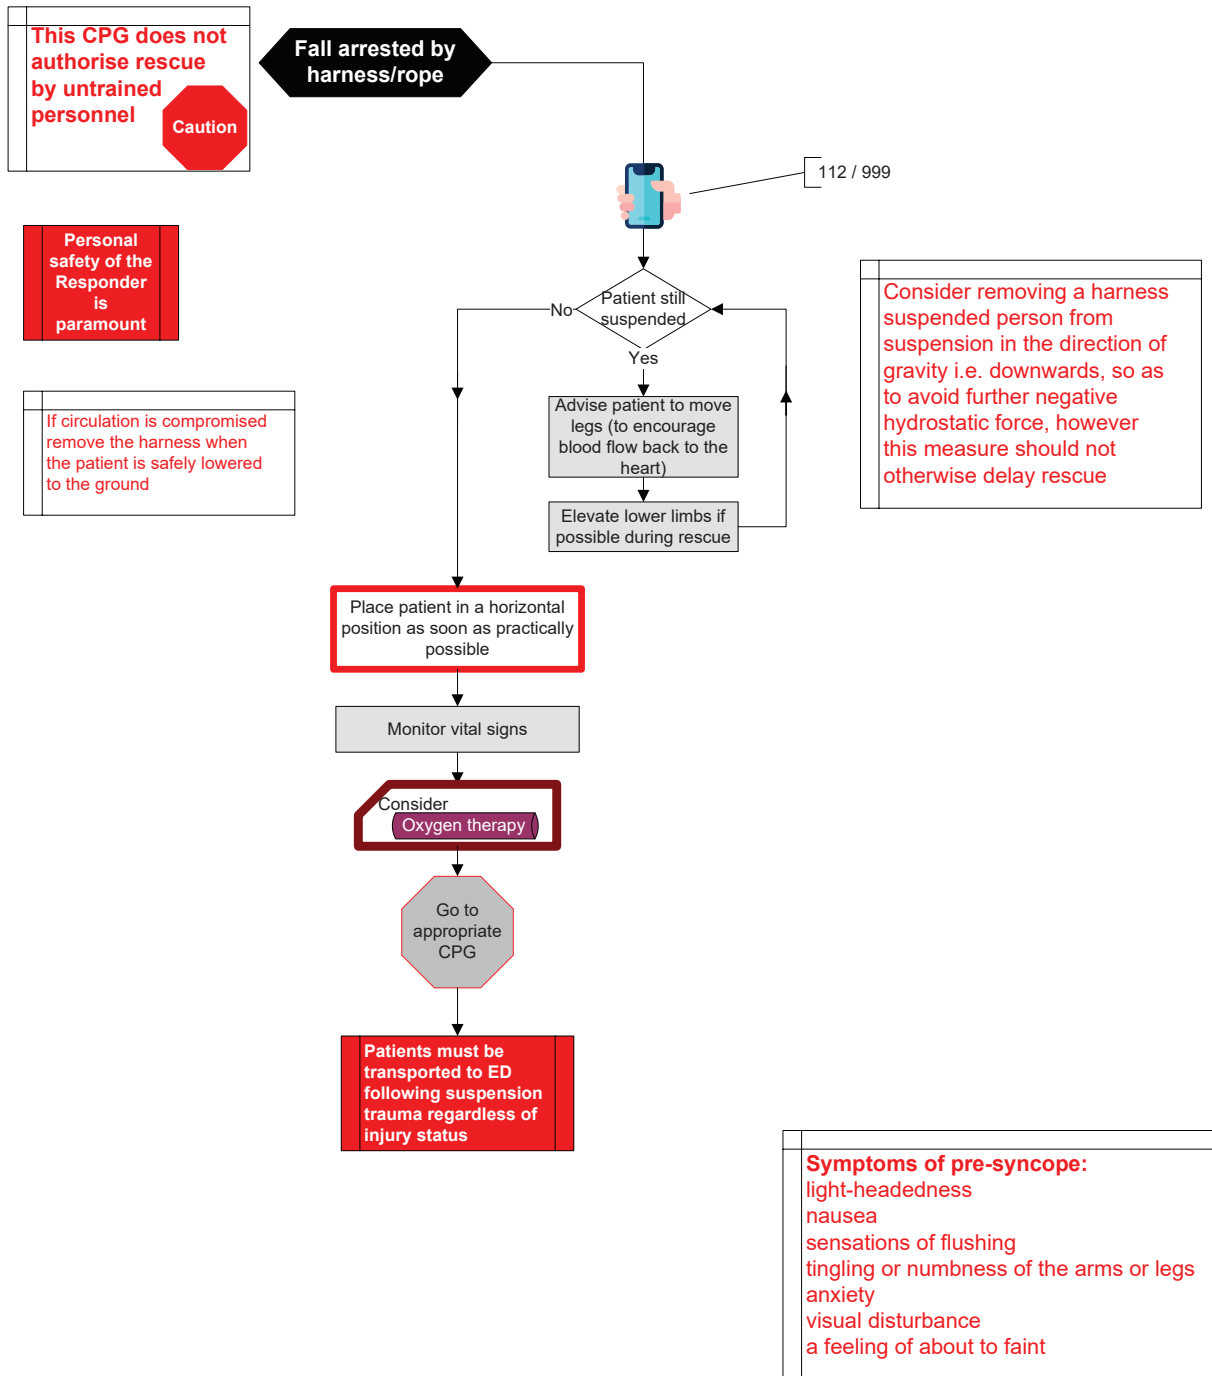 This CPG does not
authorise rescue
by untrained
personnel
Caution
Fall arrested by
harness/rope
112 / 999
Personal
safety of the
Responder
is
paramount
Patient still
suspended
No
Yes
Consider removing a harness
suspended person from
suspension in the direction of
gravity i.e. downwards, so as
to avoid further negative
hydrostatic force, however
this measure should not
otherwise delay rescue
If circulation is compromised
remove the harness when
the patient is safely lowered
to the ground
Advise patient to move
legs (to encourage
blood flow back to the
heart)
Elevate lower limbs if
possible during rescue
Place patient in a horizontal
position as soon as practically
possible
Monitor vital signs
Consider
Oxygen therapy
Go to
appropriate
CPG
Patients must be
transported to ED
following suspension
trauma regardless of
injury status
Symptoms of pre-syncope:
light-headedness
nausea
sensations of flushing
tingling or numbness of the arms or legs
anxiety
visual disturbance
a feeling of about to faint